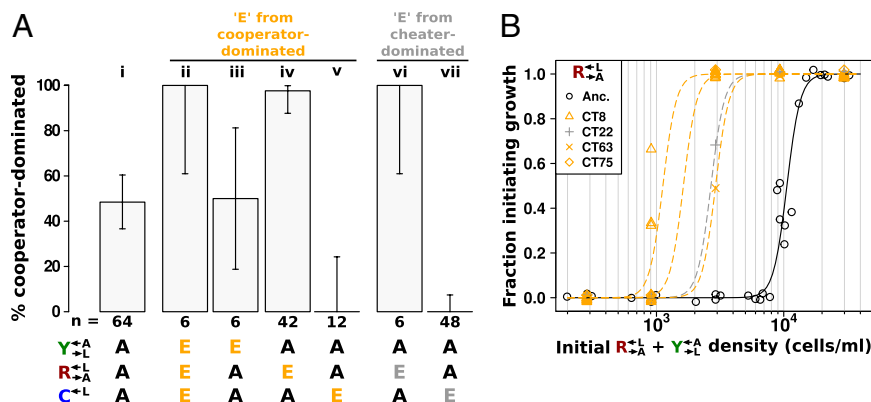 A
'E' from 'E' from
cooperator- cheater-
dominated dominated
i ii iii iv v vi vii
% cooperator-dominated
100
80
60
40
20
0
n = 64 6 6 42 12 6 48
Y ←A →L A E E A A A A
R ←L →A A E A E A E A
C ←L A E A A E A E
B
Fraction initiating growth
1.0
0.8
0.6
0.4
0.2
0.0
R ←L →A
Anc.
CT8
CT22
CT63
CT75
10³ 10⁴
Initial R ←L →A + Y ←A →L density (cells/ml)